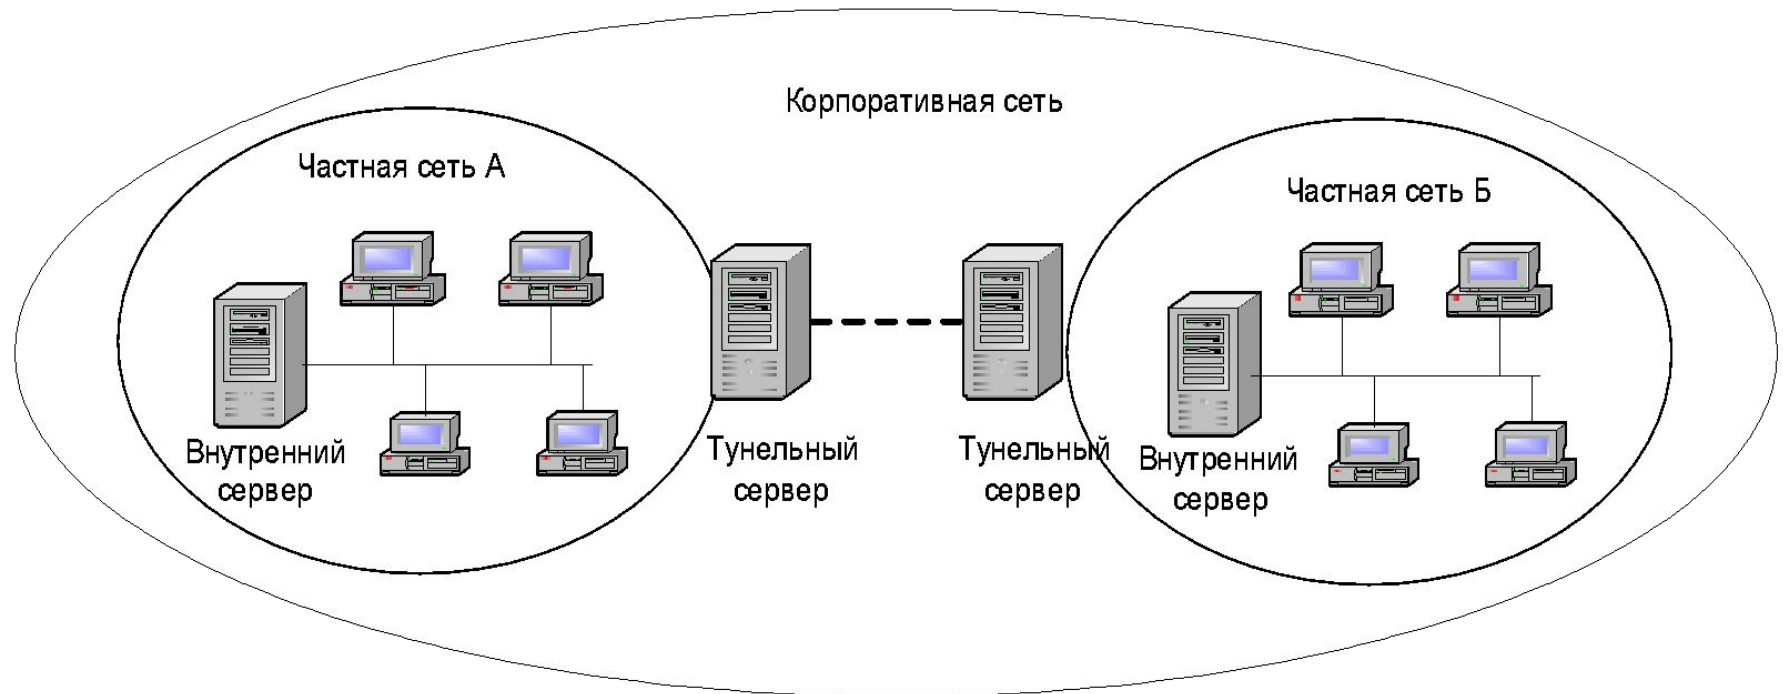 Корпоративная сеть
Частная сеть А
Частная сеть Б
Внутренний
сервер
Тунельный
сервер
Тунельный
сервер
Внутренний
сервер